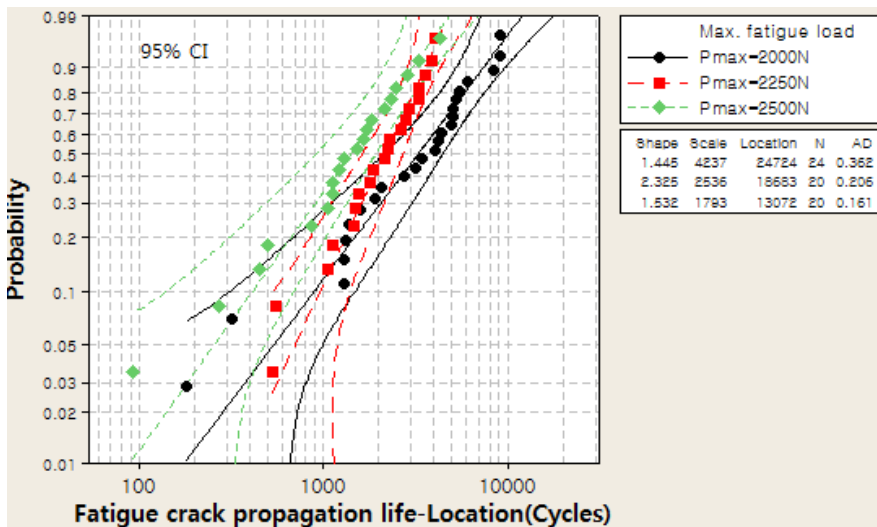 95% CI
Probability
0.99
0.9
0.8
0.7
0.6
0.5
0.4
0.3
0.2
0.1
0.05
0.03
0.02
0.01
100 1000 10000
Fatigue crack propagation life-Location(Cycles)
Max. fatigue load
Pmax-2000N
Pmax-2250N
Pmax-2500N
Shape Scale Location N AD
1.445 4237 24724 24 0.362
2.325 2536 16683 20 0.206
1.532 1793 13072 20 0.161